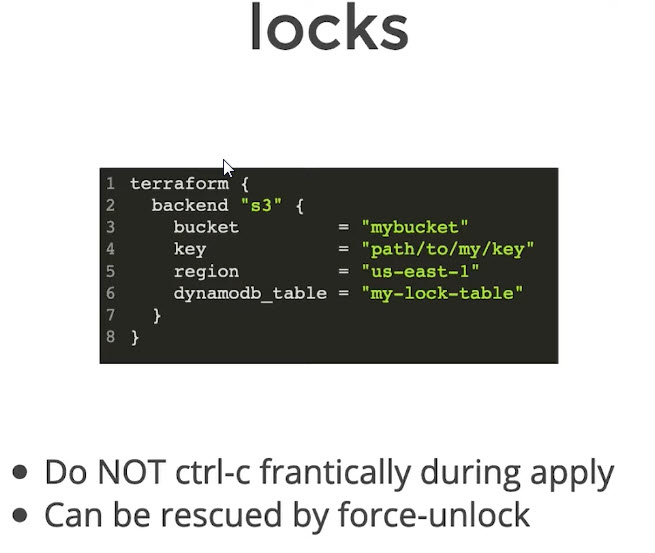 locks
1 terraform {
2   backend "s3" {
3     bucket         = "mybucket"
4     key            = "path/to/my/key"
5     region         = "us-east-1"
6     dynamodb_table = "my-lock-table"
7   }
8 }
• Do NOT ctrl-c frantically during apply
• Can be rescued by force-unlock